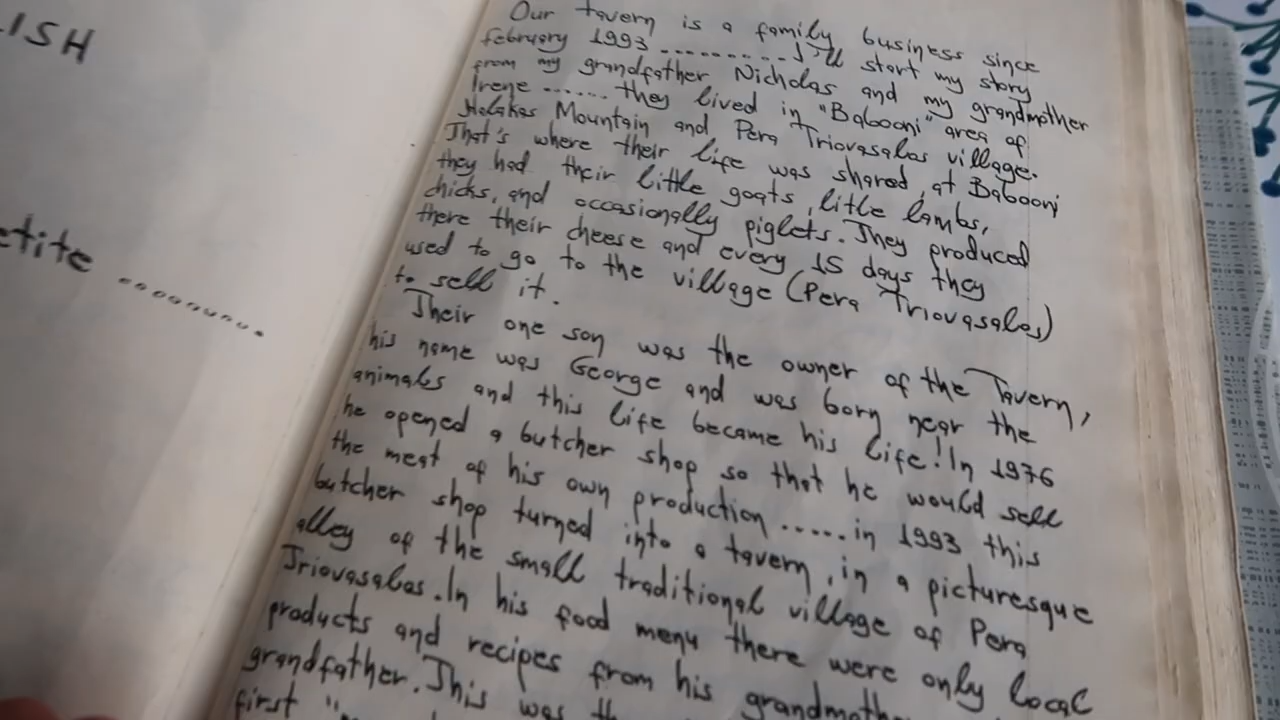 ISH
etite .........
Our tavern is a family business since
february 1993 .......... I'll start my story
from my grandfather Nicholas and my grandmother
Irene ...... they lived in "Babooni" area of
Halakas Mountain and Pera Triovasalos village.
That's where their life was shared, at Babooni
they had their little goats, litle lambs,
chicks, and occasionally piglets. They produced
there their cheese and every 15 days they
used to go to the village (Pera Triovasalos)
to sell it.
Their one son was the owner of the Tavern,
his name was George and was born near the
animales and this life became his life! In 1976
he opened a butcher shop so that he would sell
the meat of his own production ..... in 1993 this
butcher shop turned into a tavern, in a picturesque
alley of the small traditional village of Pera
Triovasalos. In his food menu there were only local
products and recipes from his
grandfather. This was
first